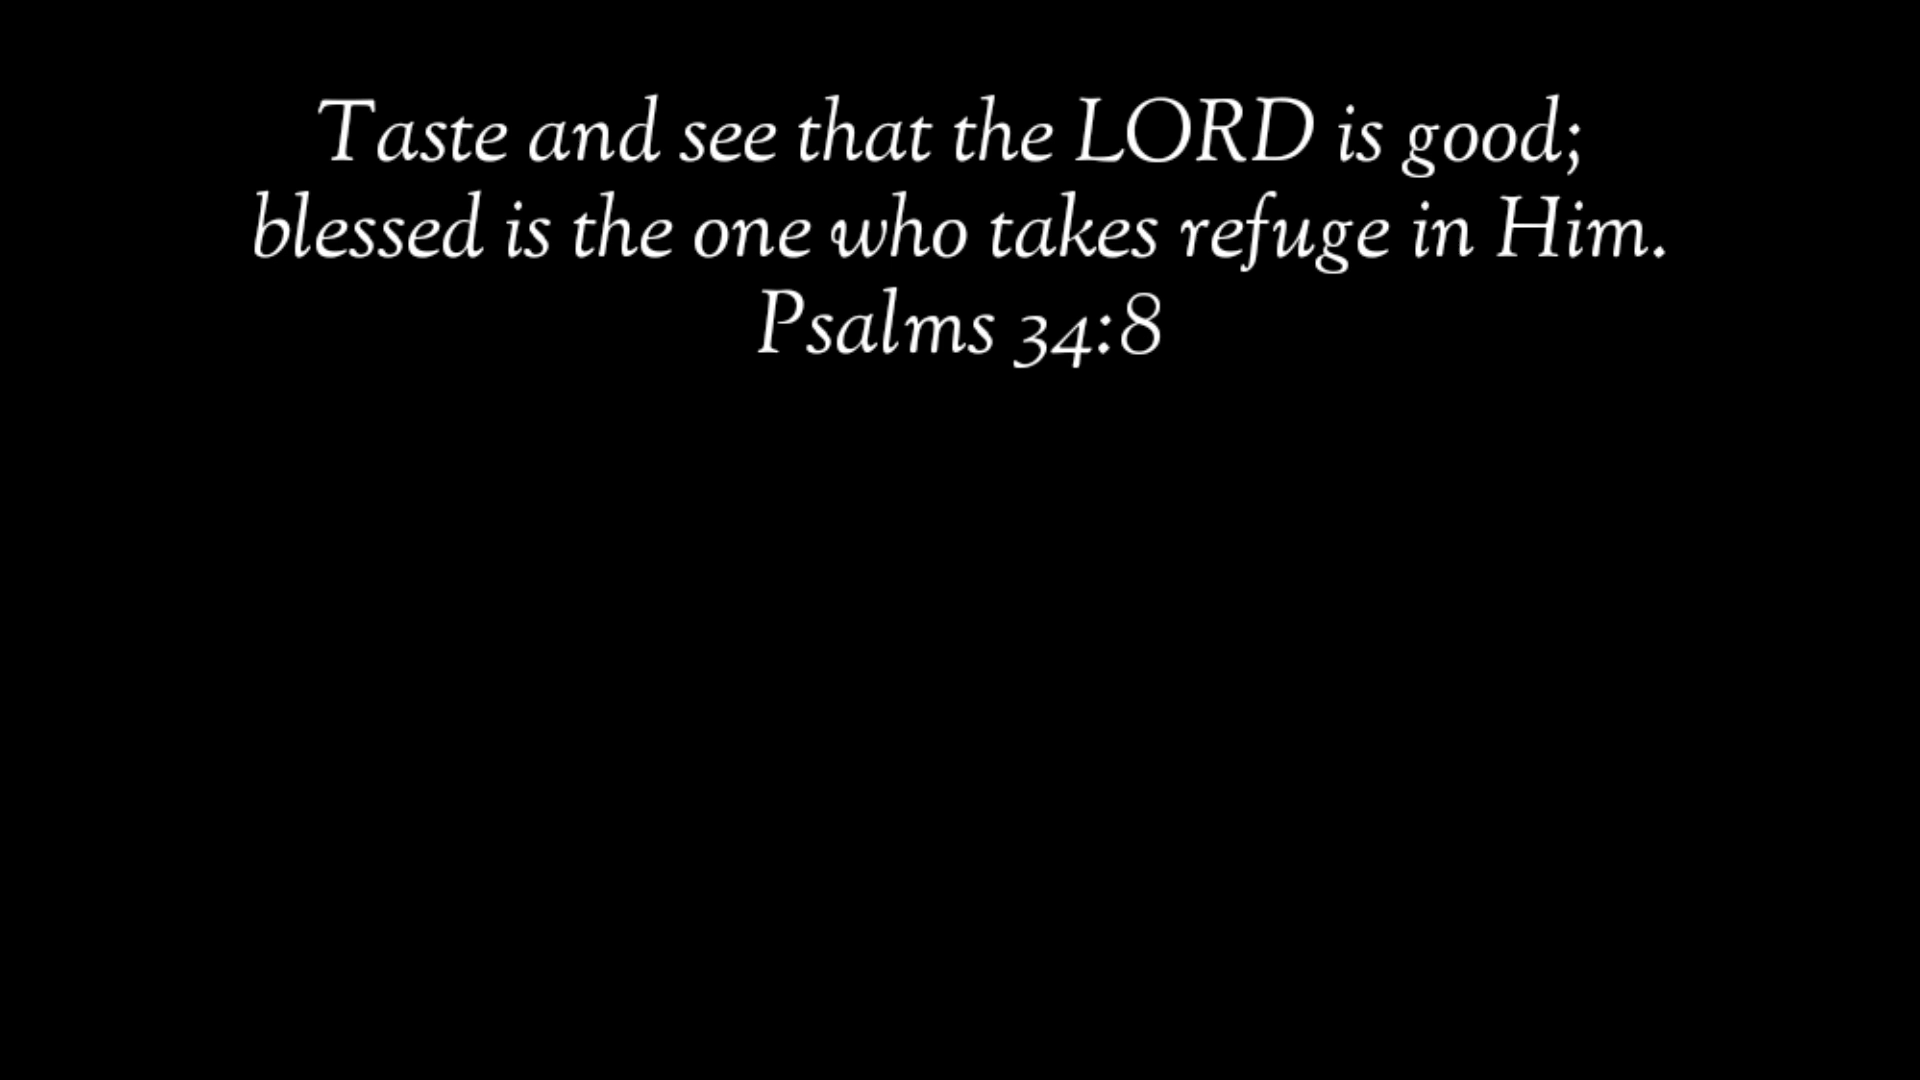 Taste and see that the LORD is good;
blessed is the one who takes refuge in Him.
Psalms 34:8